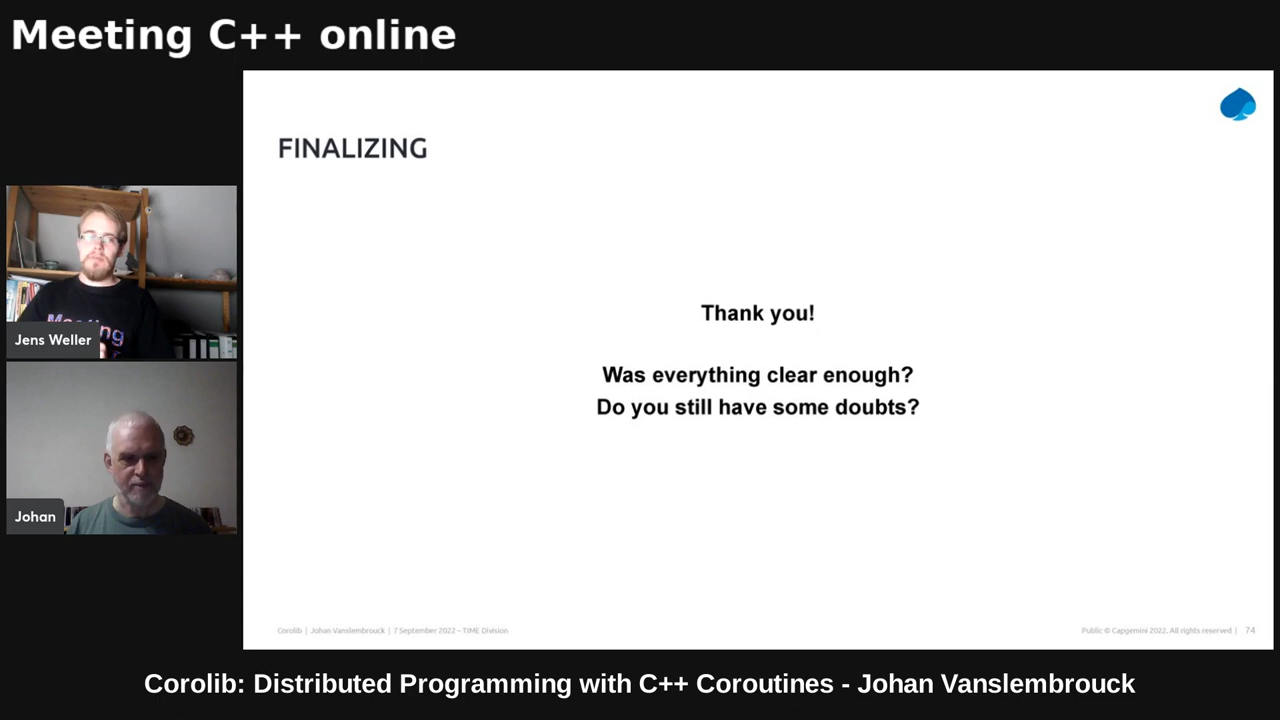 Meeting C++ online
FINALIZING
Thank you!
Was everything clear enough?
Do you still have some doubts?
Jens Weller
Johan
Corolib | Johan Vanslembrouck | 7 September 2022 – TIME Division
Public © Capgemini 2022. All rights reserved | 74
Corolib: Distributed Programming with C++ Coroutines - Johan Vanslembrouck